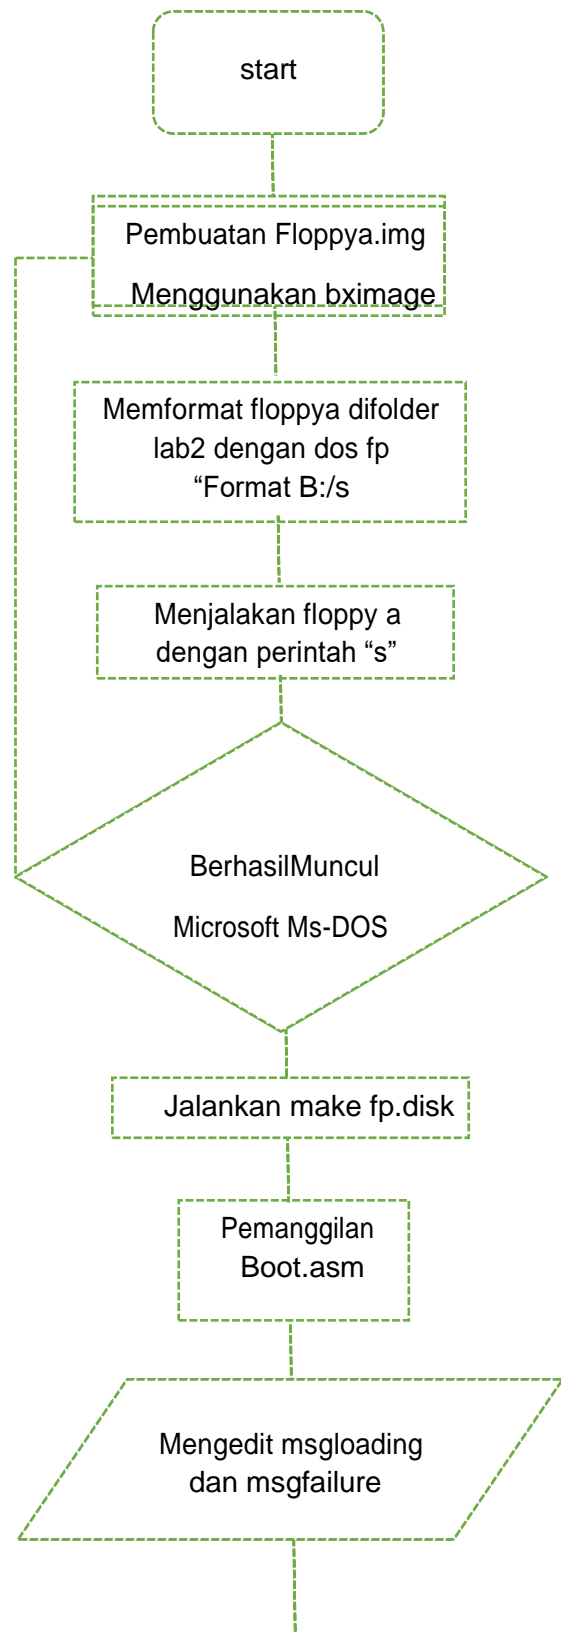 start
Pembuatan Floppya.img
Menggunakan bximage
Memformat floppya difolder
lab2 dengan dos fp
“Format B:/s
Menjalakan floppy a
dengan perintah “s”
BerhasilMuncul
Microsoft Ms-DOS
Jalankan make fp.disk
Pemanggilan
Boot.asm
Mengedit msgloading
dan msgfailure